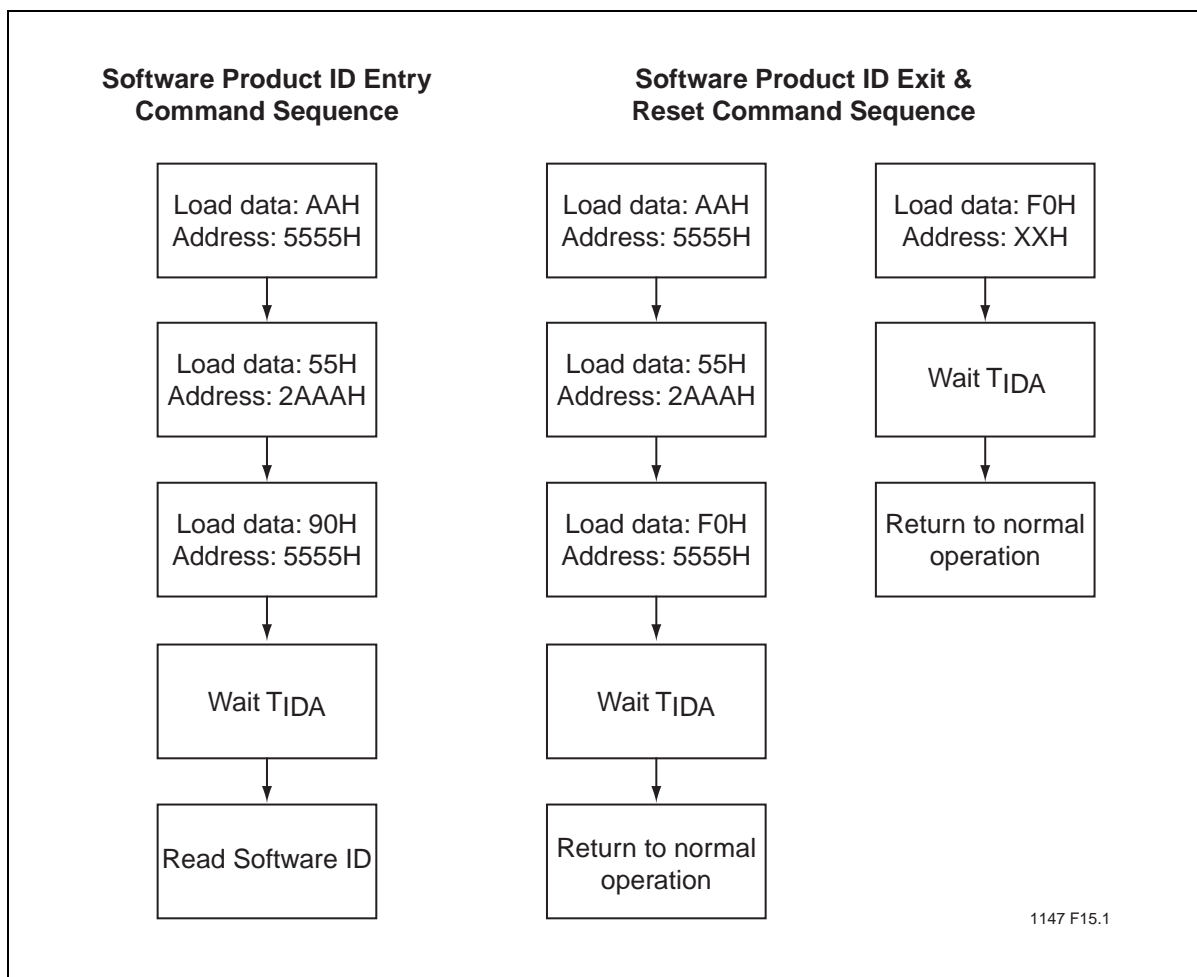 Software Product ID Entry
Command Sequence
Load data: AAH
Address: 5555H
Load data: 55H
Address: 2AAAH
Load data: 90H
Address: 5555H
Wait TIDA
Read Software ID
Software Product ID Exit &
Reset Command Sequence
Load data: AAH
Address: 5555H
Load data: 55H
Address: 2AAAH
Load data: F0H
Address: 5555H
Wait TIDA
Return to normal
operation
Load data: F0H
Address: XXH
Wait TIDA
Return to normal
operation
1147 F15.1